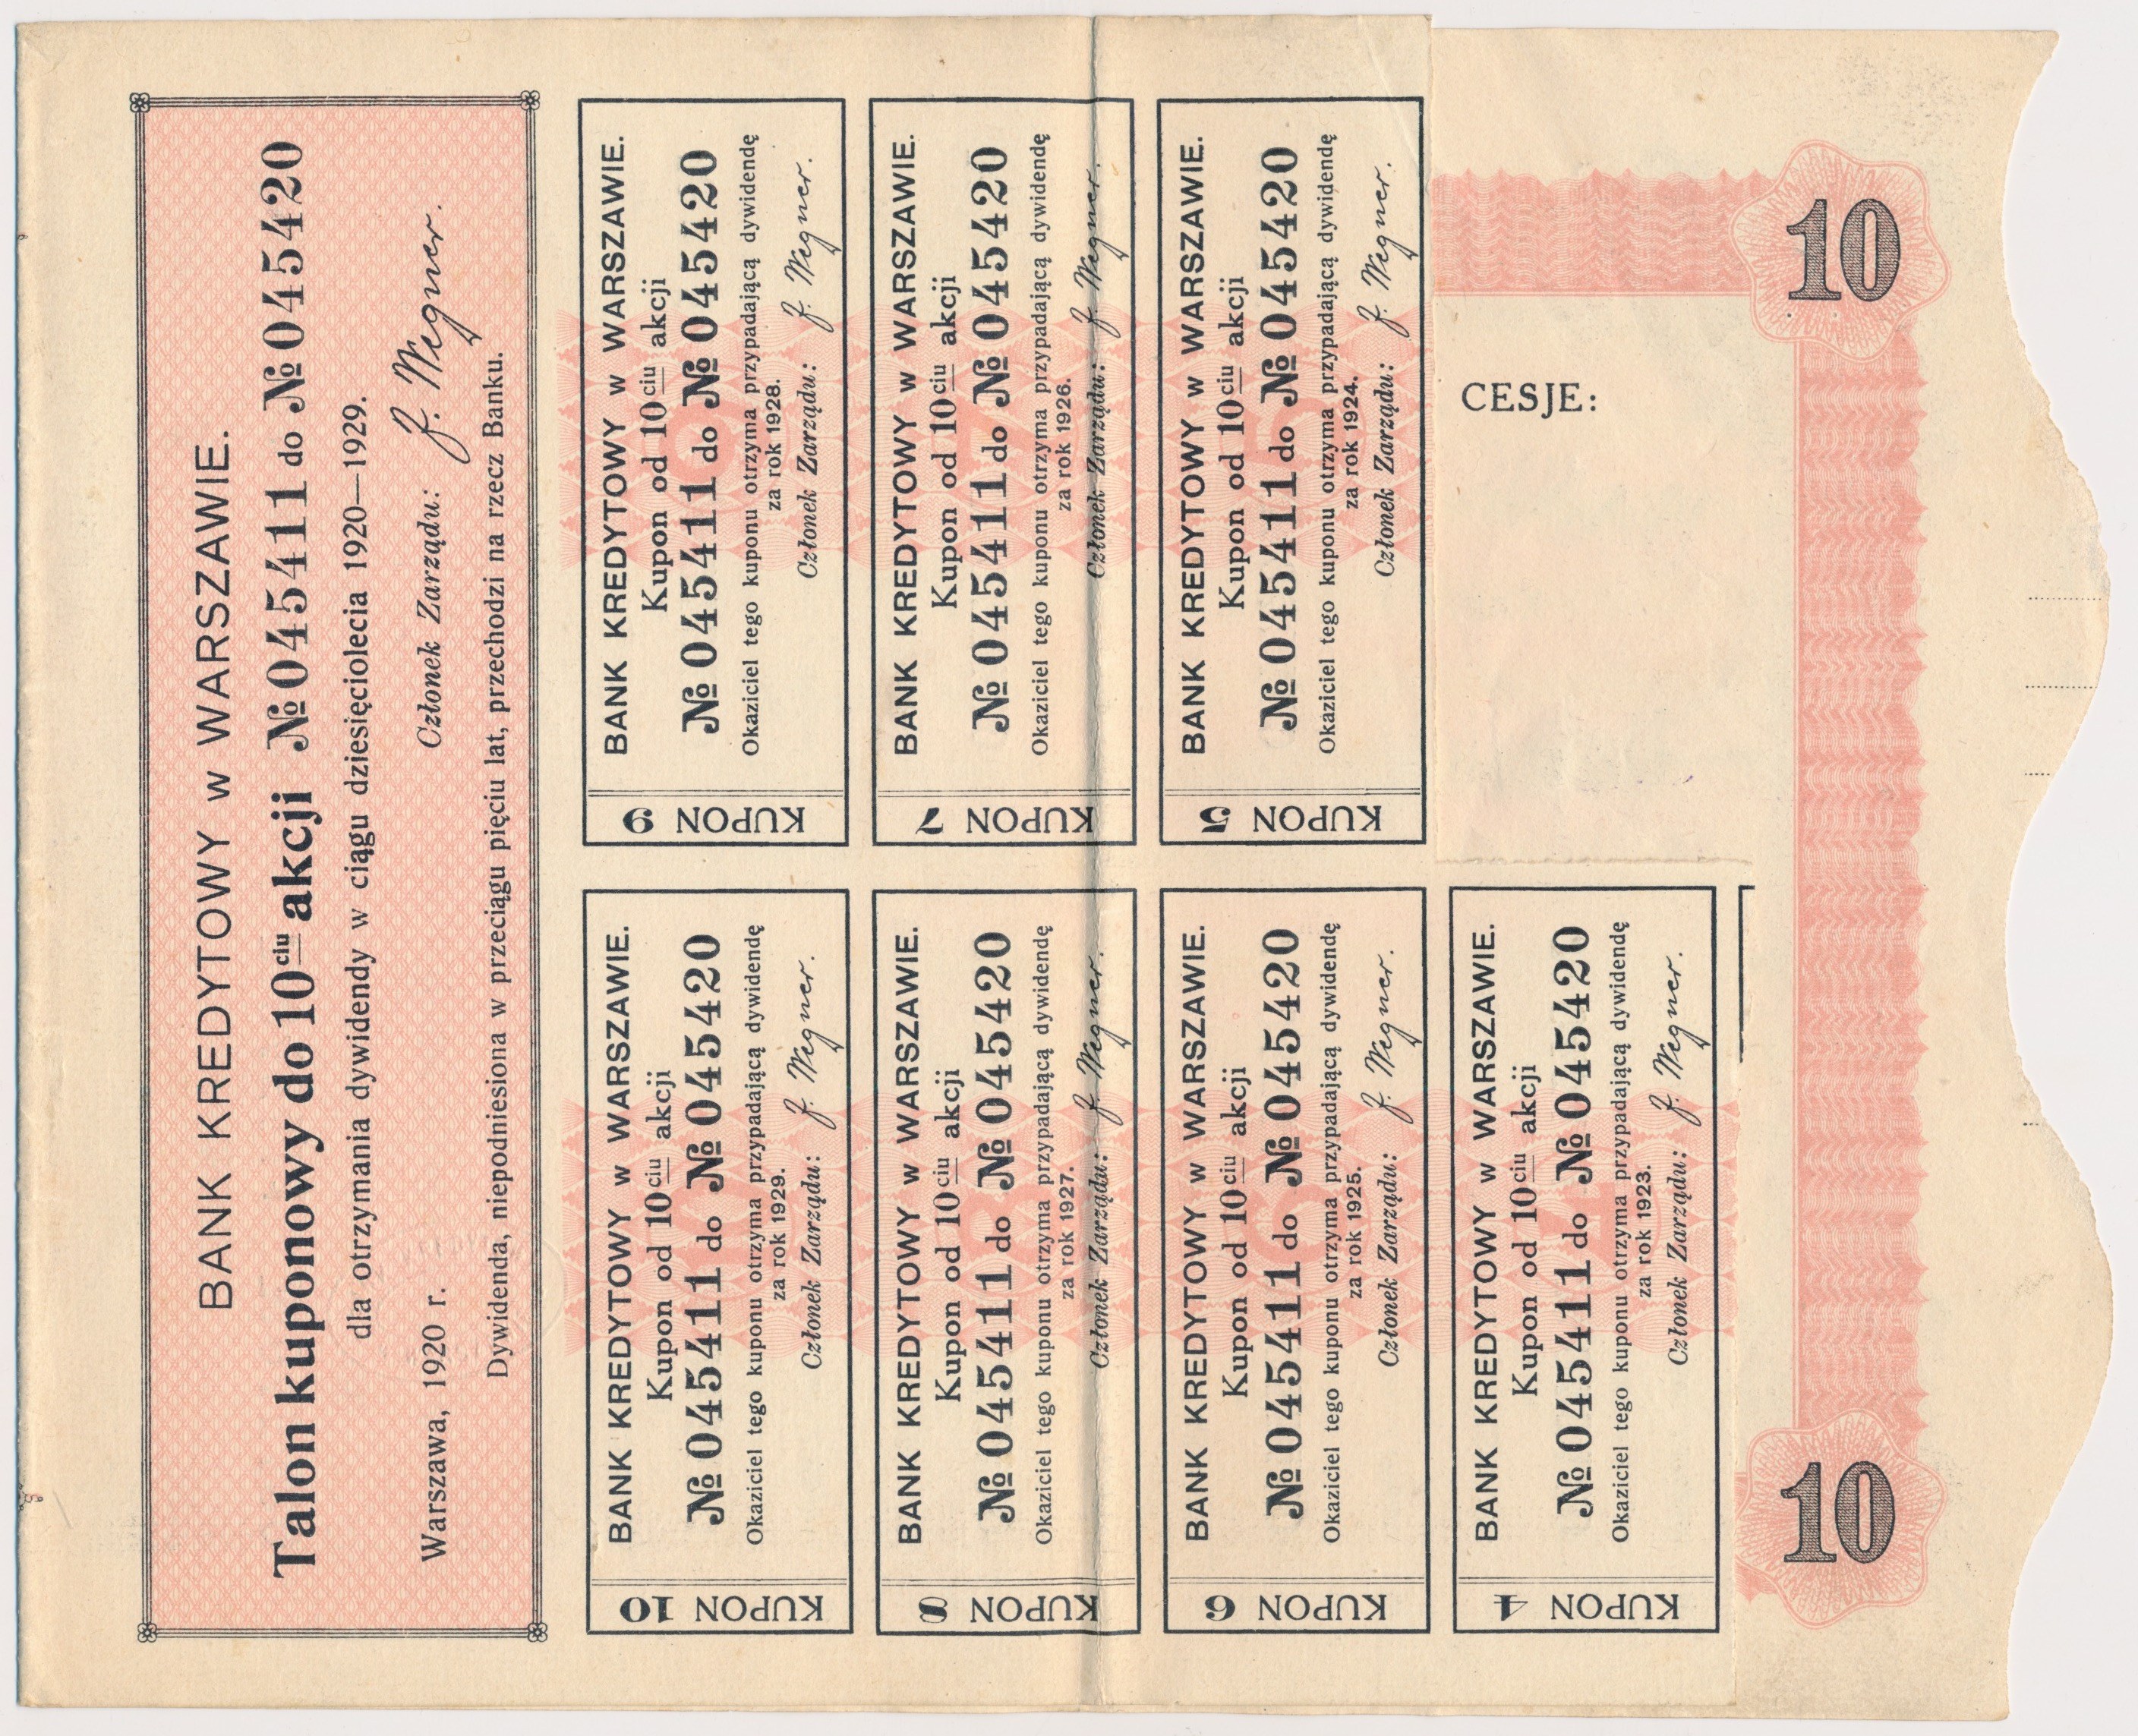 BANK KREDYTOWY w WARSZAWIE.
Talon kuponowy do 10ciu akcji № 045411 do № 045420
dla otrzymania dywidendy w ciągu dziesięciolecia 1920—1929.
Warszawa, 1920 r. Członek Zarządu: J. Wegner.
Dywidenda, niepodniesiona w przeciągu pięciu lat, przechodzi na rzecz Banku.
KUPON 10
BANK KREDYTOWY w WARSZAWIE.
Kupon od 10ciu akcji
№ 045411 do № 045420
Okaziciel tego kuponu otrzyma przypadającą dywidendę
za rok 1929.
Członek Zarządu: J. Wegner.
KUPON 9
BANK KREDYTOWY w WARSZAWIE.
Kupon od 10ciu akcji
№ 045411 do № 045420
Okaziciel tego kuponu otrzyma przypadającą dywidendę
za rok 1928.
Członek Zarządu: J. Wegner.
KUPON 8
BANK KREDYTOWY w WARSZAWIE.
Kupon od 10ciu akcji
№ 045411 do № 045420
Okaziciel tego kuponu otrzyma przypadającą dywidendę
za rok 1927.
Członek Zarządu: J. Wegner.
KUPON 7
BANK KREDYTOWY w WARSZAWIE.
Kupon od 10ciu akcji
№ 045411 do № 045420
Okaziciel tego kuponu otrzyma przypadającą dywidendę
za rok 1926.
Członek Zarządu: J. Wegner.
KUPON 6
BANK KREDYTOWY w WARSZAWIE.
Kupon od 10ciu akcji
№ 045411 do № 045420
Okaziciel tego kuponu otrzyma przypadającą dywidendę
za rok 1925.
Członek Zarządu: J. Wegner.
KUPON 5
BANK KREDYTOWY w WARSZAWIE.
Kupon od 10ciu akcji
№ 045411 do № 045420
Okaziciel tego kuponu otrzyma przypadającą dywidendę
za rok 1924.
Członek Zarządu: J. Wegner.
KUPON 4
BANK KREDYTOWY w WARSZAWIE.
Kupon od 10ciu akcji
№ 045411 do № 045420
Okaziciel tego kuponu otrzyma przypadającą dywidendę
za rok 1923.
Członek Zarządu: J. Wegner.
CESJE:
10
10